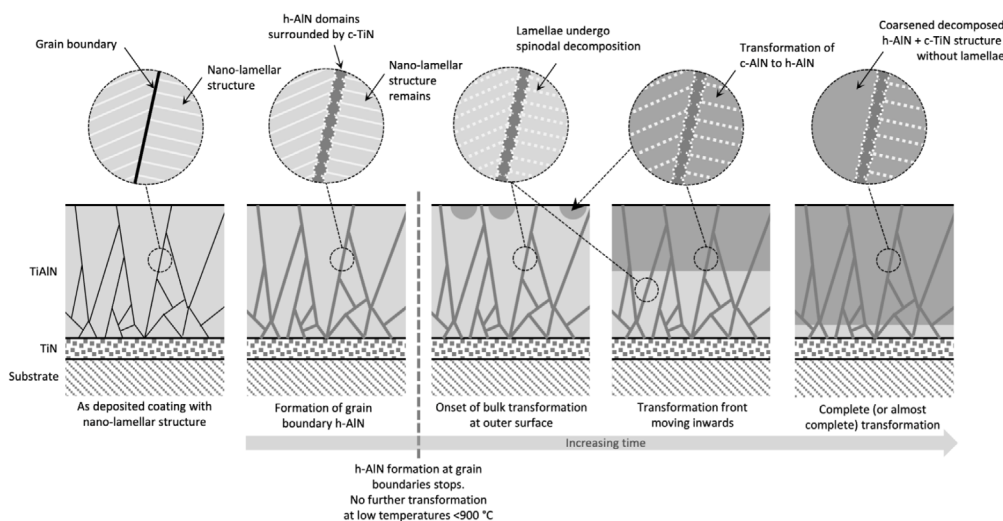 Grain boundary
Nano-lamellar
structure
h-AlN domains
surrounded by c-TiN
Nano-lamellar
structure
remains
Lamellae undergo
spinodal decomposition
Transformation of
c-AlN to h-AlN
Coarsened decomposed
h-AlN + c-TiN structure
without lamellae
TiAlN
TiN
Substrate
As deposited coating with
nano-lamellar structure
Formation of grain
boundary h-AlN
Onset of bulk transformation
at outer surface
Transformation front
moving inwards
Complete (or almost
complete) transformation
Increasing time
h-AlN formation at grain
boundaries stops.
No further transformation
at low temperatures <900 °C